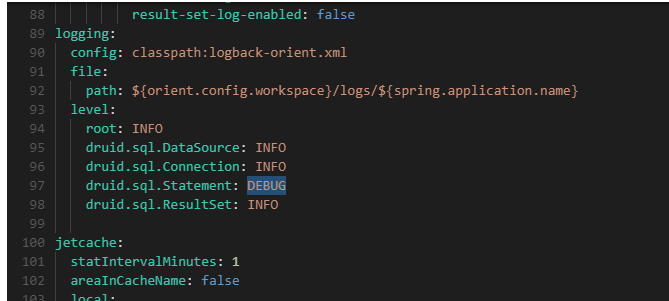 88 result-set-log-enabled: false
89 logging:
90 config: classpath:logback-orient.xml
91 file:
92 path: ${orient.config.workspace}/logs/${spring.application.name}
93 level:
94 root: INFO
95 druid.sql.DataSource: INFO
96 druid.sql.Connection: INFO
97 druid.sql.Statement: DEBUG
98 druid.sql.ResultSet: INFO
99
100 jetcache:
101 statIntervalMinutes: 1
102 areaInCacheName: false
103 local: